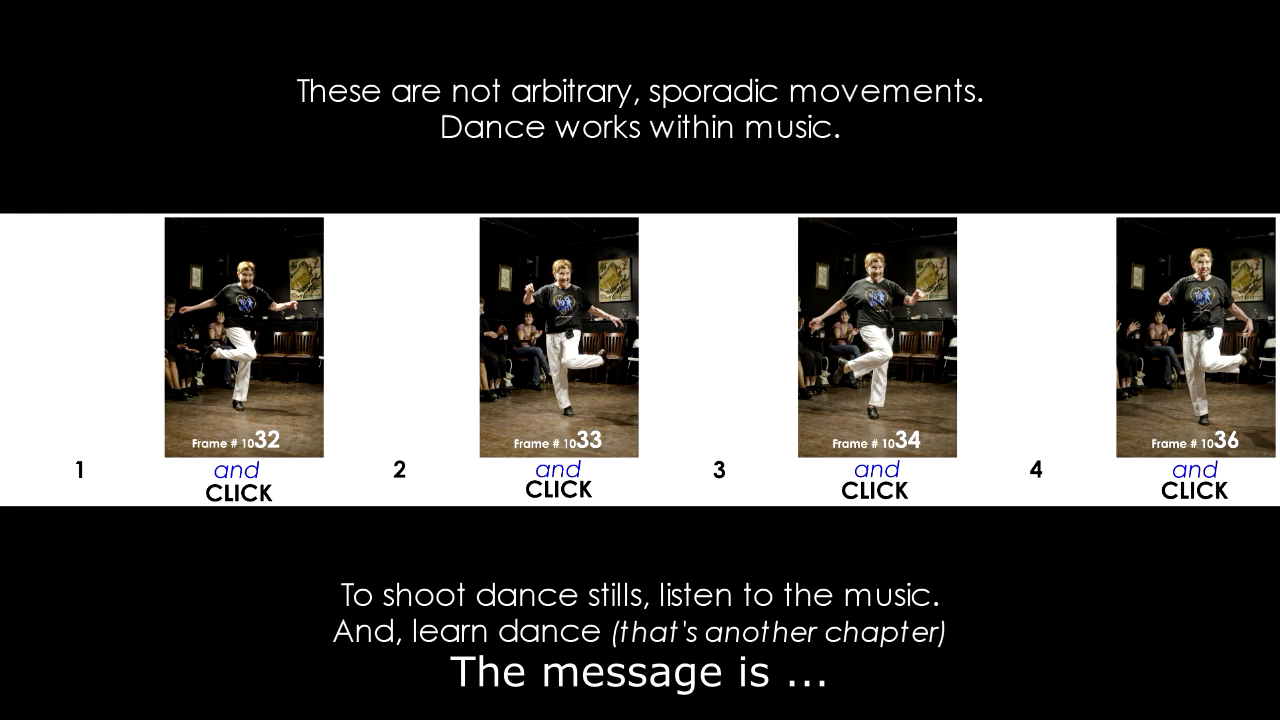 These are not arbitrary, sporadic movements.
Dance works within music.
Frame # 1032
Frame # 1033
Frame # 1034
Frame # 1036
1 and 2 and 3 and 4 and
CLICK CLICK CLICK CLICK
To shoot dance stills, listen to the music.
And, learn dance (that's another chapter)
The message is ...